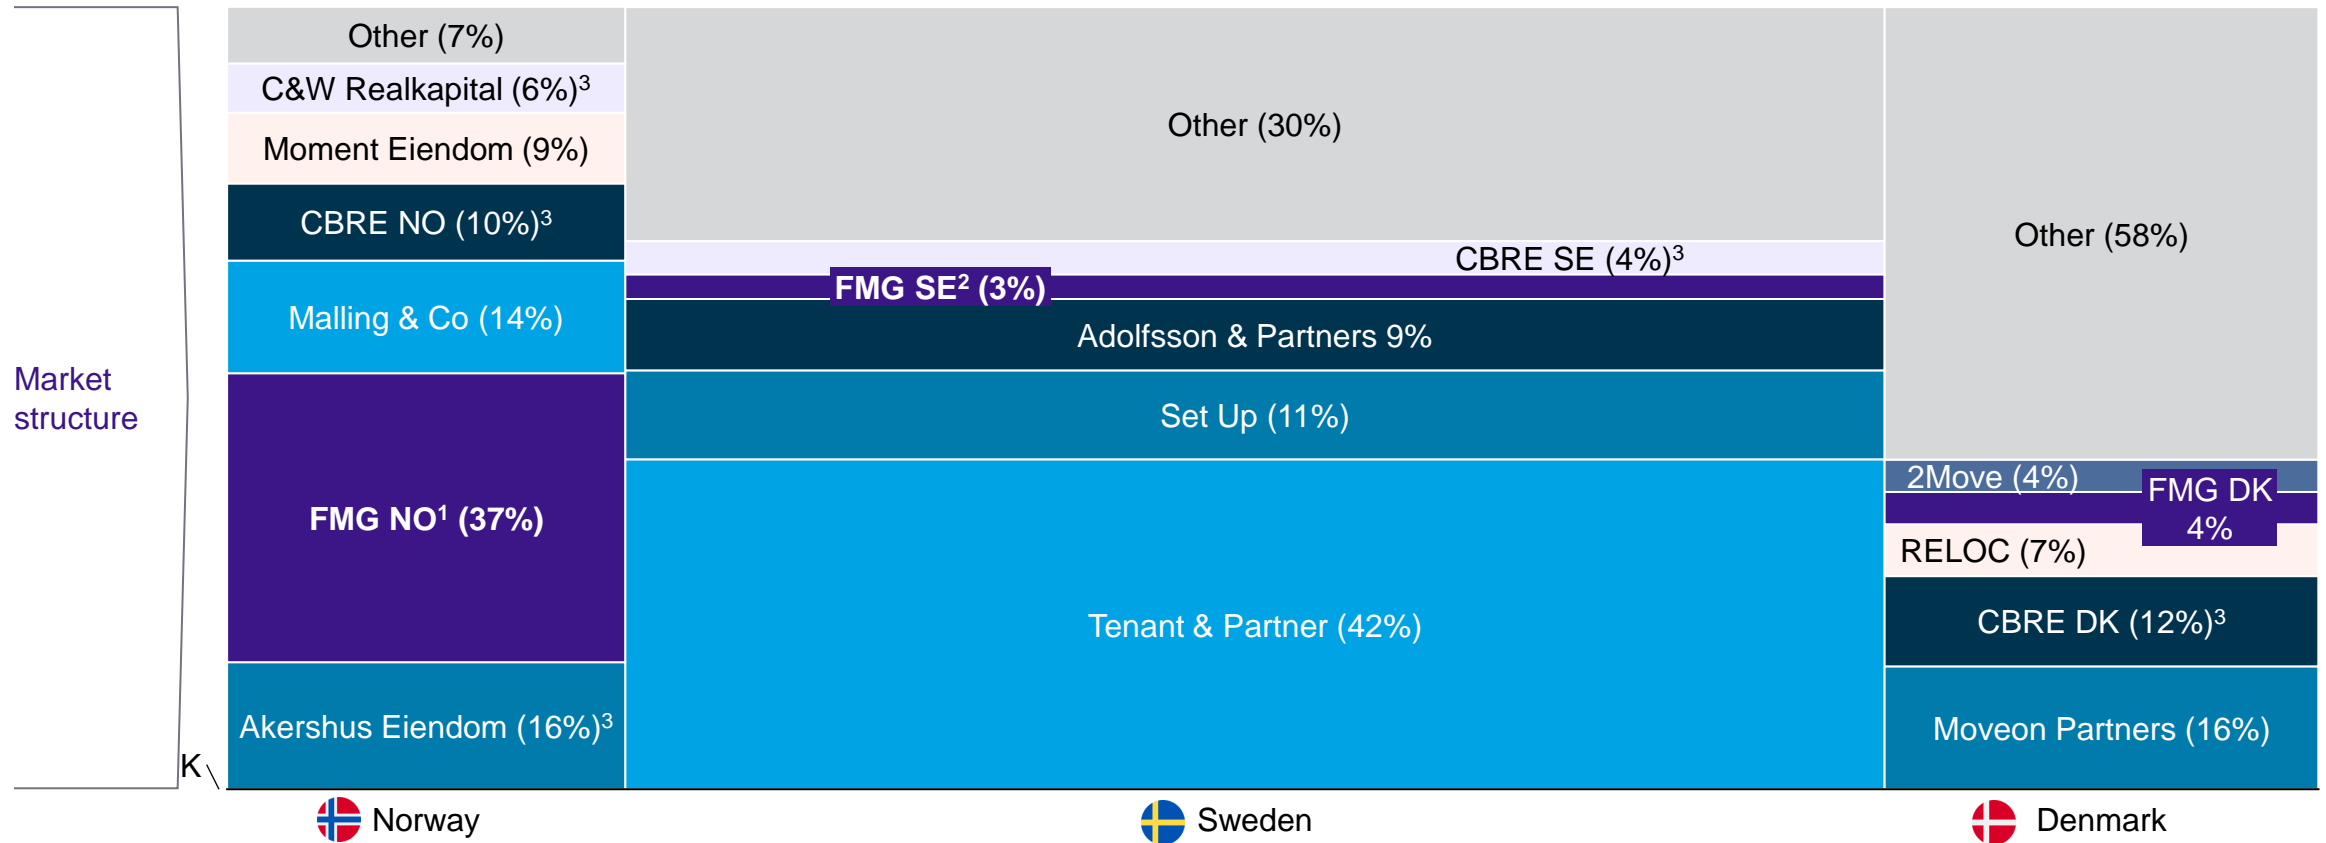 Market
structure
K
Other (7%)
C&W Realkapital (6%)³
Moment Eiendom (9%)
CBRE NO (10%)³
Malling & Co (14%)
FMG NO¹ (37%)
Akershus Eiendom (16%)³
Norway
Other (30%)
CBRE SE (4%)³
FMG SE² (3%)
Adolfsson & Partners 9%
Set Up (11%)
Tenant & Partner (42%)
Sweden
Other (58%)
2Move (4%)
FMG DK
4%
RELOC (7%)
CBRE DK (12%)³
Moveon Partners (16%)
Denmark